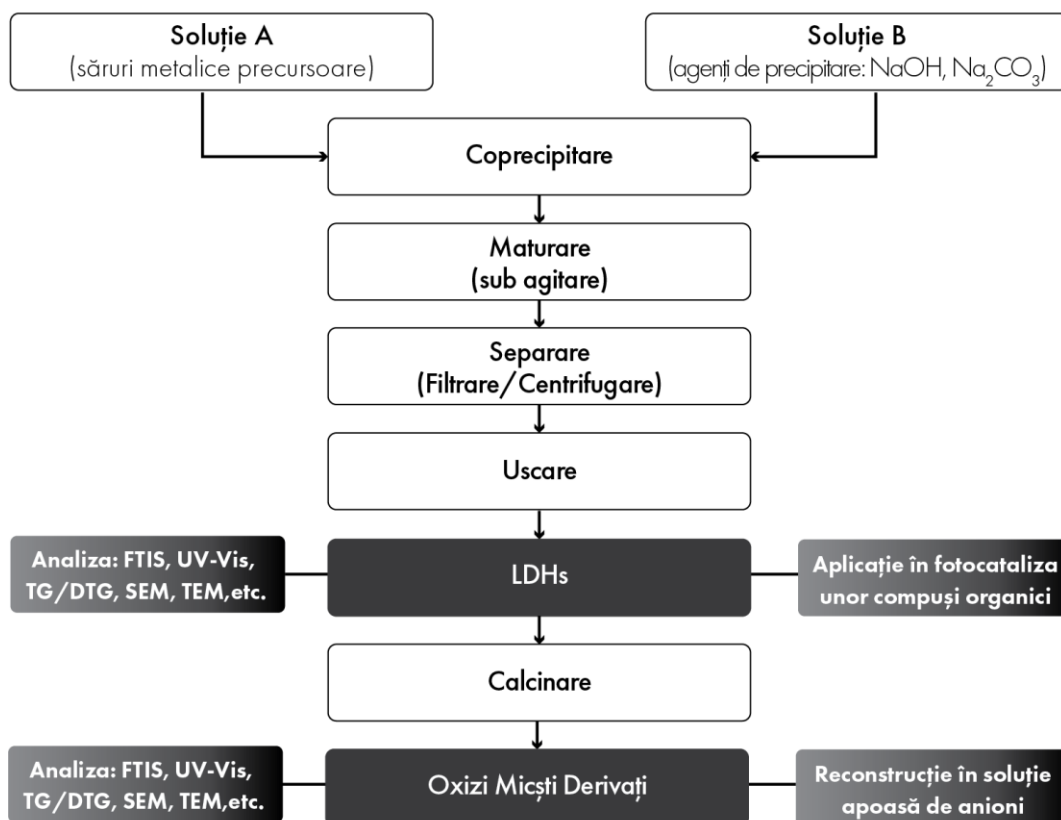 Soluție A
(săruri metalice precursoare)
Soluție B
(agenți de precipitare: NaOH, Na₂CO₃)
Coprecipitare
Maturare
(sub agitare)
Separare
(Filtrare/Centrifugare)
Uscare
Analiza: FTIS, UV-Vis,
TG/DTG, SEM, TEM,etc.
LDHs
Aplicație în fotocataliza
unor compuși organici
Calcinare
Analiza: FTIS, UV-Vis,
TG/DTG, SEM, TEM,etc.
Oxizi Micști Derivați
Reconstrucție în soluție
apoasă de anioni